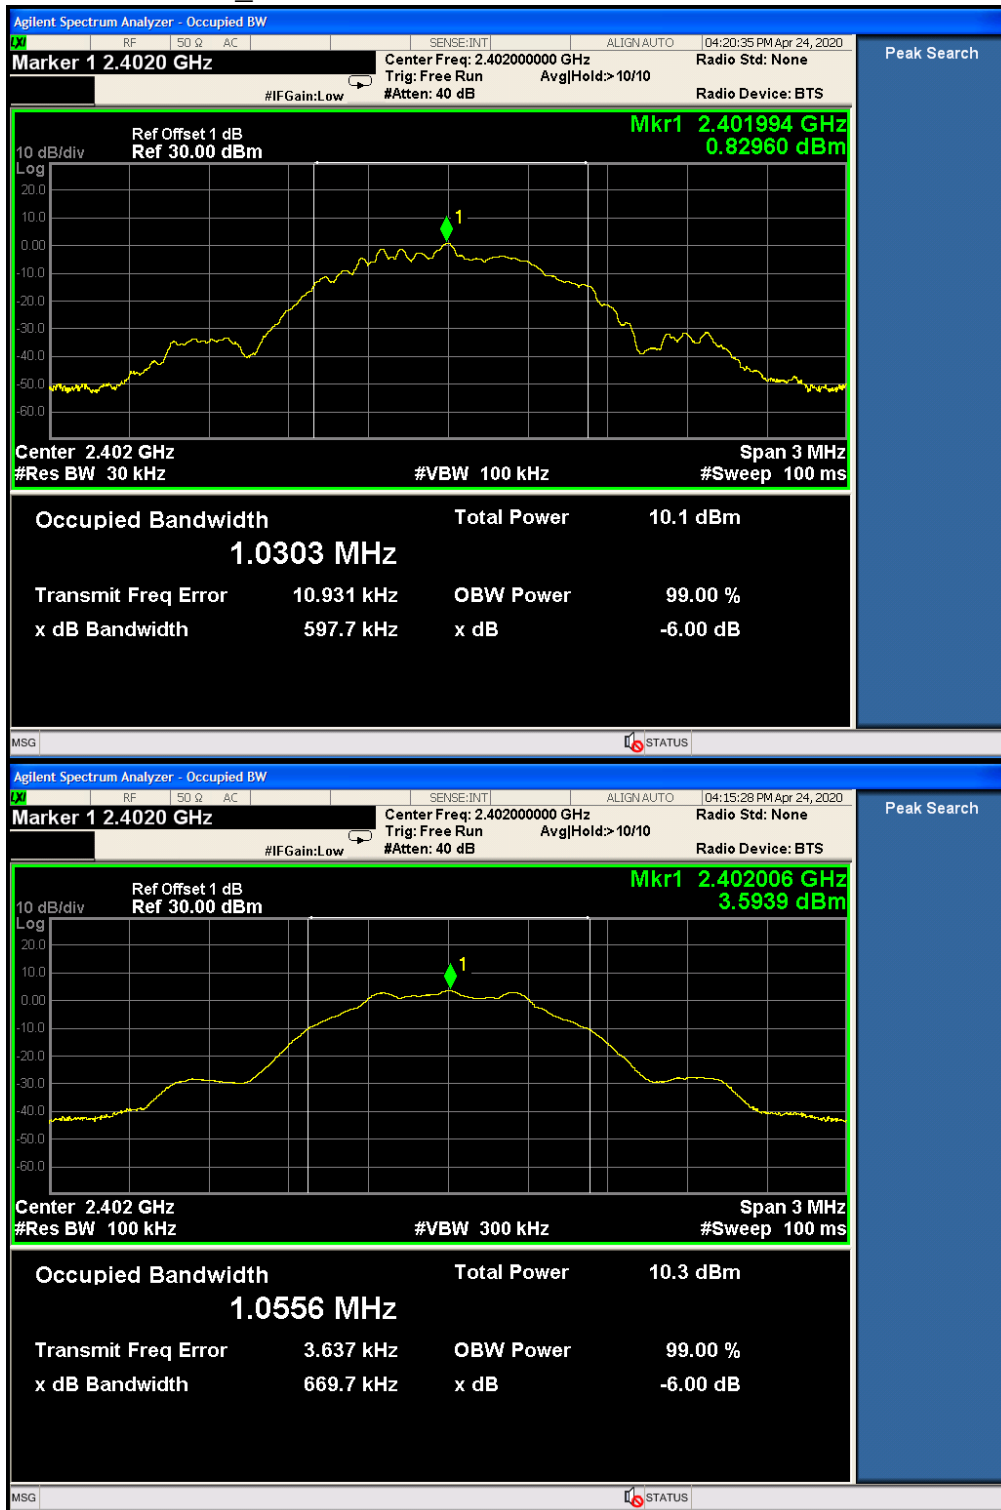 Agilent Spectrum Analyzer - Occupied BW
LXI RF 50 Ω AC SENSE:INT ALIGN AUTO 04:20:35 PM Apr 24, 2020
Marker 1 2.4020 GHz Center Freq: 2.402000000 GHz Radio Std: None Peak Search
Trig: Free Run Avg|Hold:> 10/10
#IFGain:Low #Atten: 40 dB Radio Device: BTS
Mkr1 2.401994 GHz
Ref Offset 1 dB
10 dB/div Ref 30.00 dBm 0.82960 dBm
Log
20.0
10.0
1
0.00
-10.0
-20.0
-30.0
-40.0
-50.0
-60.0
Center 2.402 GHz Span 3 MHz
#Res BW 30 kHz #VBW 100 kHz #Sweep 100 ms
Occupied Bandwidth Total Power 10.1 dBm
1.0303 MHz
Transmit Freq Error 10.931 kHz OBW Power 99.00 %
x dB Bandwidth 597.7 kHz x dB -6.00 dB
MSG STATUS
Agilent Spectrum Analyzer - Occupied BW
LXI RF 50 Ω AC SENSE:INT ALIGN AUTO 04:15:28 PM Apr 24, 2020
Marker 1 2.4020 GHz Center Freq: 2.402000000 GHz Radio Std: None Peak Search
Trig: Free Run Avg|Hold:> 10/10
#IFGain:Low #Atten: 40 dB Radio Device: BTS
Mkr1 2.402006 GHz
Ref Offset 1 dB
10 dB/div Ref 30.00 dBm 3.5939 dBm
Log
20.0
1
10.0
0.00
-10.0
-20.0
-30.0
-40.0
-50.0
-60.0
Center 2.402 GHz Span 3 MHz
#Res BW 100 kHz #VBW 300 kHz #Sweep 100 ms
Occupied Bandwidth Total Power 10.3 dBm
1.0556 MHz
Transmit Freq Error 3.637 kHz OBW Power 99.00 %
x dB Bandwidth 669.7 kHz x dB -6.00 dB
MSG STATUS